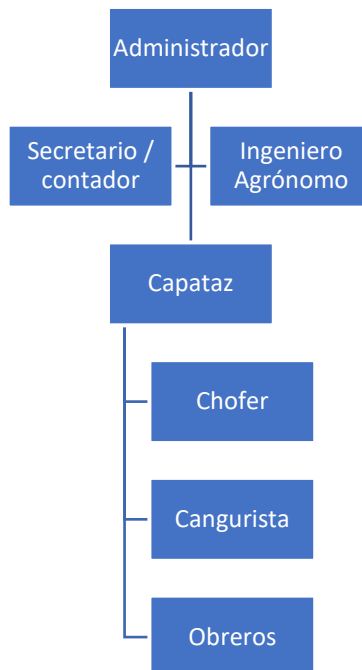 Administrador
Secretario /
contador
Ingeniero
Agrónomo
Capataz
Chofer
Cangurista
Obreros